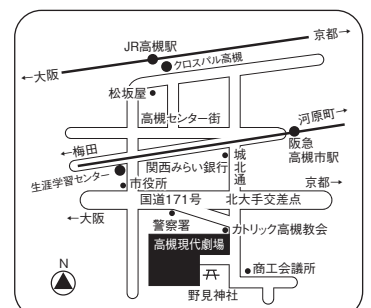 京都→
JR高槻駅
クロスパル高槻
←大阪
松坂屋
高槻センター街
河原町→
←梅田
阪急
高槻市駅
関西みらい銀行
城北通
生涯学習センター
市役所
京都→
国道171号
北大手交差点
←大阪
警察署
カトリック高槻教会
高槻現代劇場
商工会議所
野見神社
N